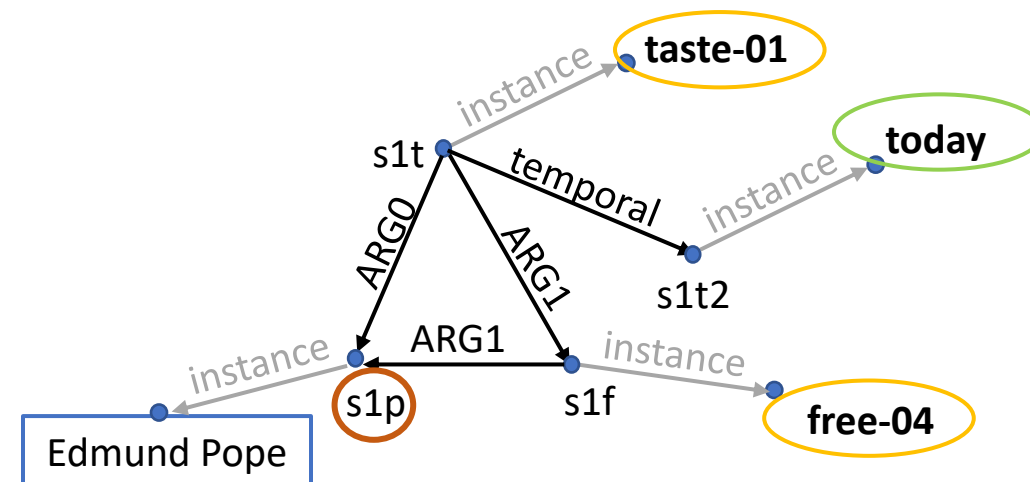 taste-01
instance
s1t
today
temporal
instance
ARG0
ARG1
s1t2
ARG1
instance
instance
s1p
s1f
free-04
Edmund Pope